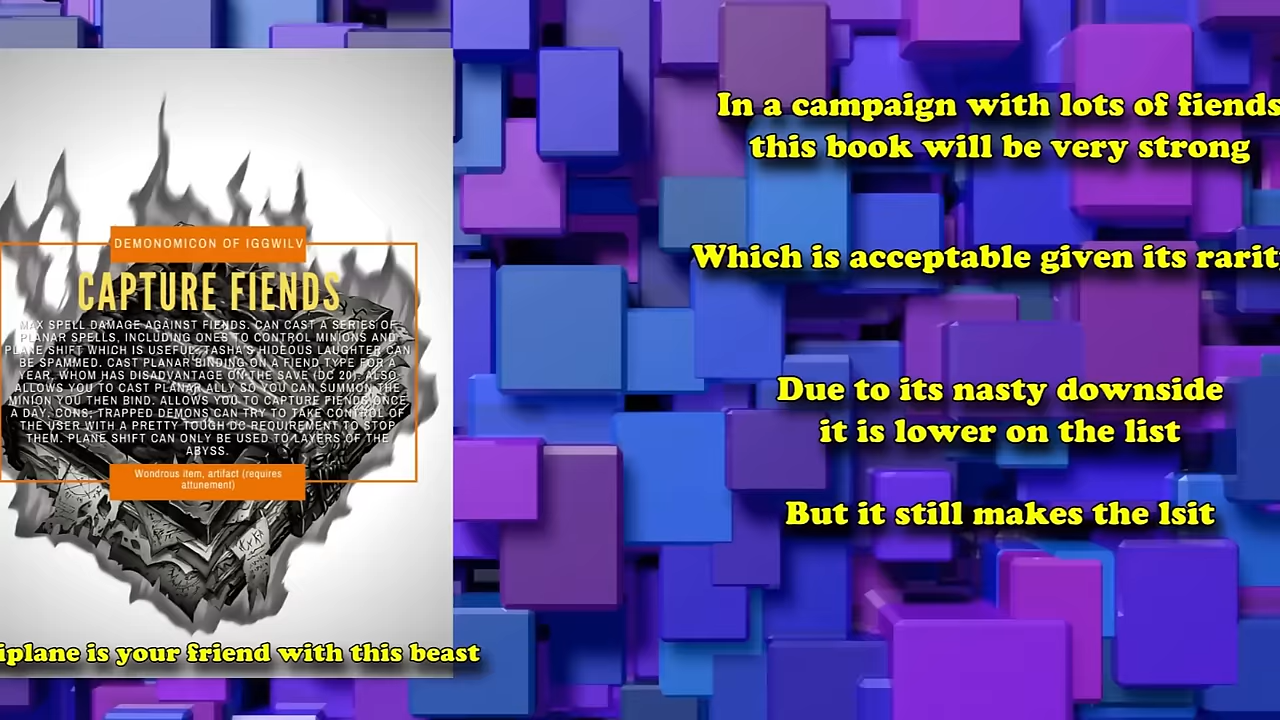 DEMONOMICON OF IGGWILV
CAPTURE FIENDS
MAX SPELL DAMAGE AGAINST FIENDS. CAN CAST A SERIES OF
PLANAR SPELLS, INCLUDING ONES TO CONTROL MINIONS AND
PLANE SHIFT WHICH IS USEFUL. TASHA'S HIDEOUS LAUGHTER CAN
BE SPAMMED. CAST PLANAR BINDING ON A FIEND TYPE FOR A
YEAR, WHOM HAS DISADVANTAGE ON THE SAVE (DC 20). ALSO
ALLOWS YOU TO CAST PLANAR ALLY SO YOU CAN SUMMON THE
MINION YOU THEN BIND. ALLOWS YOU TO CAPTURE FIENDS ONCE
A DAY. CONS; TRAPPED DEMONS CAN TRY TO TAKE CONTROL OF
THE USER WITH A PRETTY TOUGH DC REQUIREMENT TO STOP
THEM. PLANE SHIFT CAN ONLY BE USED TO LAYERS OF THE
ABYSS.
Wondrous item, artifact (requires
attunement)
iplane is your friend with this beast
In a campaign with lots of fiends
this book will be very strong
Which is acceptable given its rarit
Due to its nasty downside
it is lower on the list
But it still makes the lsit